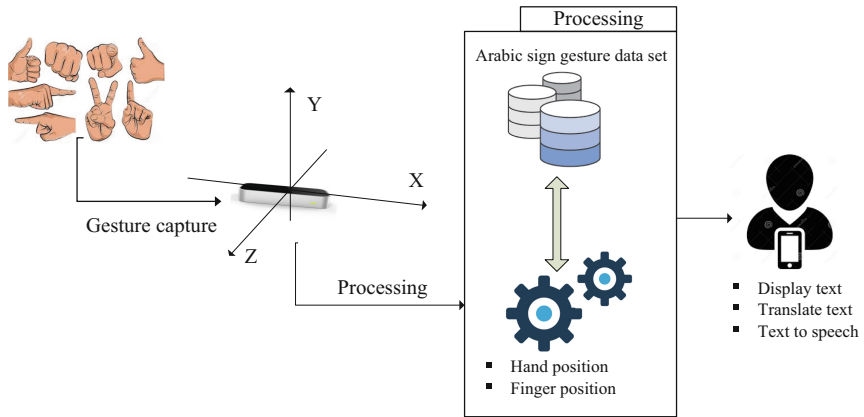 Processing
Arabic sign gesture data set
Y
X
Gesture capture
Z
Processing
Hand position
Finger position
Display text
Translate text
Text to speech